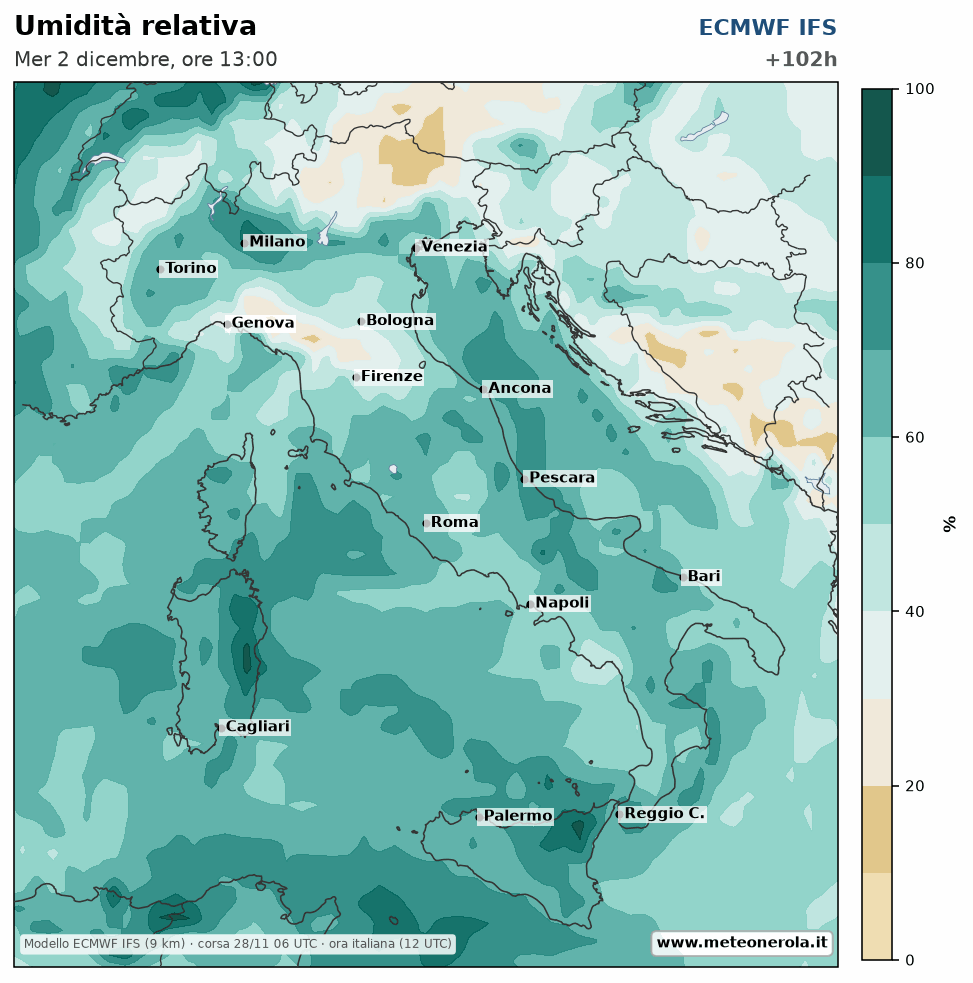 Umidità relativa
ECMWF IFS
Mer 2 dicembre, ore 13:00
+102h
100
80
60
40
20
0
%
Milano
Venezia
Torino
Genova
Bologna
Firenze
Ancona
Pescara
Roma
Bari
Napoli
Cagliari
Palermo
Reggio C.
Modello ECMWF IFS (9 km) · corsa 28/11 06 UTC · ora italiana (12 UTC)
www.meteonerola.it